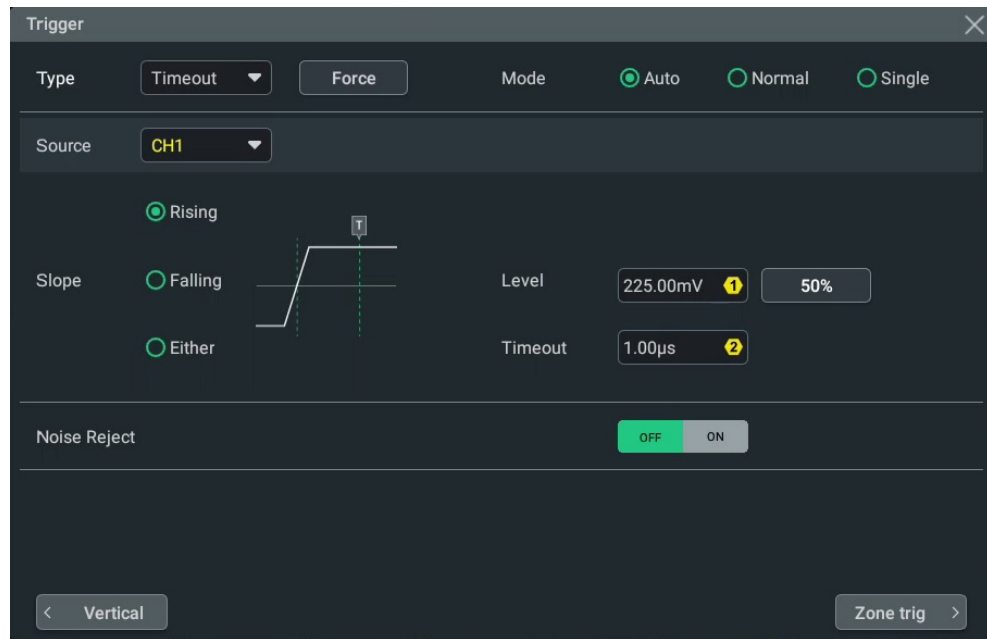 Trigger
Type Timeout Force Mode Auto Normal Single
Source CH1
Rising
T
Slope Falling Level 225.00mV 1 50%
Either Timeout 1.00µs 2
Noise Reject OFF ON
< Vertical Zone trig >